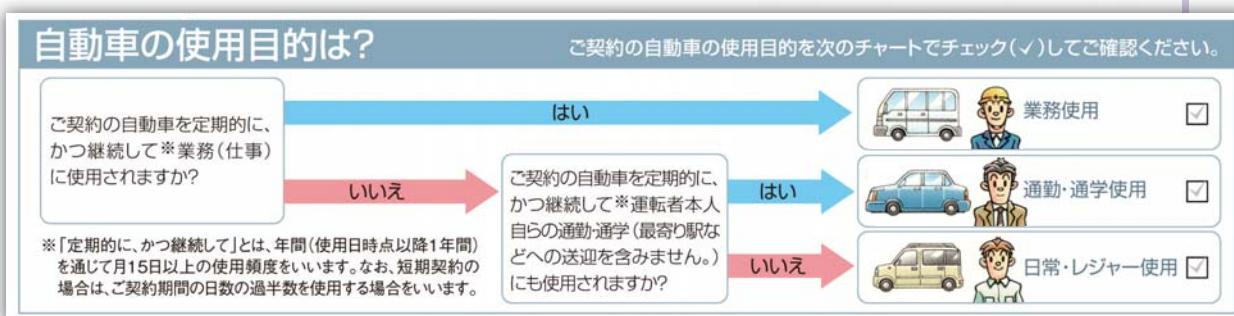 自動車の使用目的は?
ご契約の自動車の使用目的を次のチャートでチェック(✓)してご確認ください。
ご契約の自動車を定期的に、
かつ継続して※業務(仕事)
に使用されますか?
はい
業務使用
いいえ
ご契約の自動車を定期的に、
かつ継続して※運転者本人
自らの通勤・通学(最寄り駅な
どへの送迎を含みません。)
にも使用されますか?
はい
通勤・通学使用
いいえ
日常・レジャー使用
※「定期的に、かつ継続して」とは、年間(使用日時点以降1年間)
を通じて月15日以上の使用頻度をいいます。なお、短期契約の
場合は、ご契約期間の日数の過半数を使用する場合をいいます。